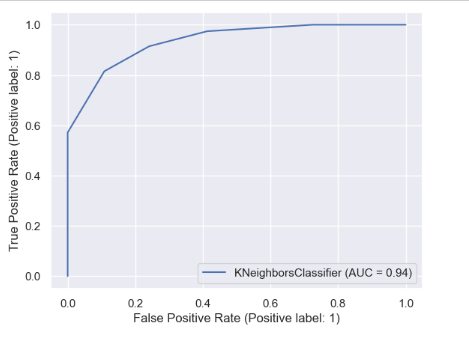 1.0
0.8
0.6
0.4
0.2
0.0
True Positive Rate (Positive label: 1)
KNeighborsClassifier (AUC = 0.94)
0.0 0.2 0.4 0.6 0.8 1.0
False Positive Rate (Positive label: 1)